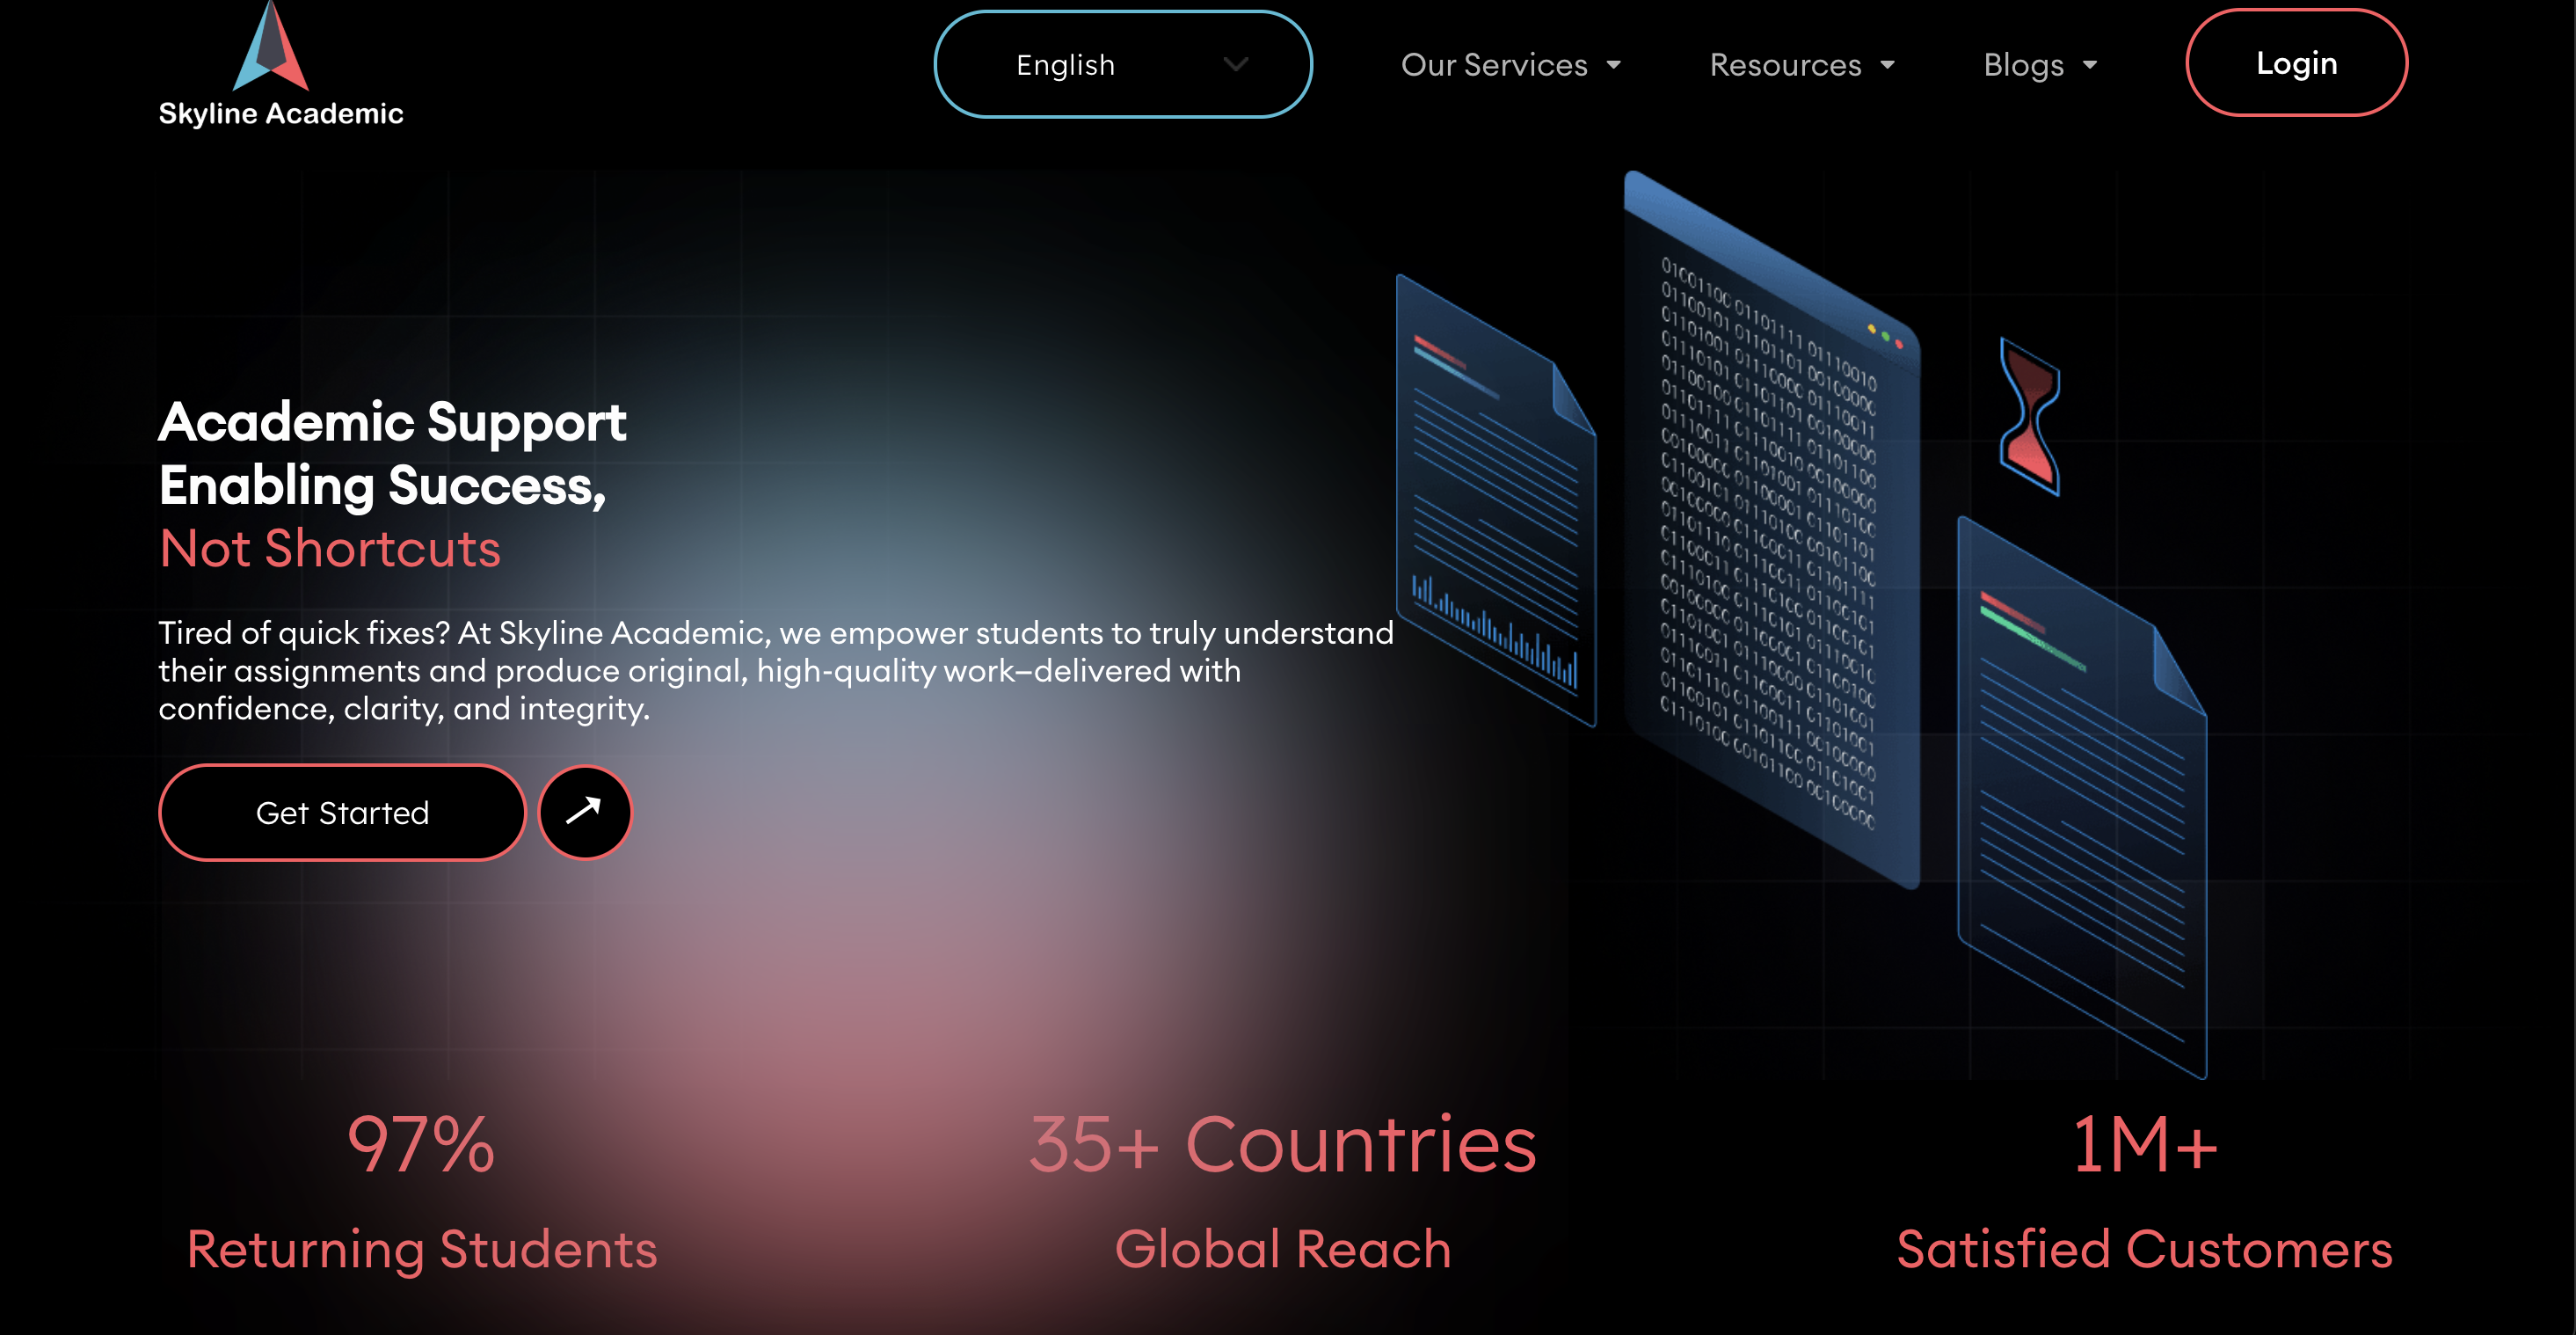 Skyline Academic
English
Our Services
Resources
Blogs
Login
Academic Support
Enabling Success,
Not Shortcuts
Tired of quick fixes? At Skyline Academic, we empower students to truly understand
their assignments and produce original, high-quality work—delivered with
confidence, clarity, and integrity.
Get Started
97%
35+ Countries
1M+
Returning Students
Global Reach
Satisfied Customers